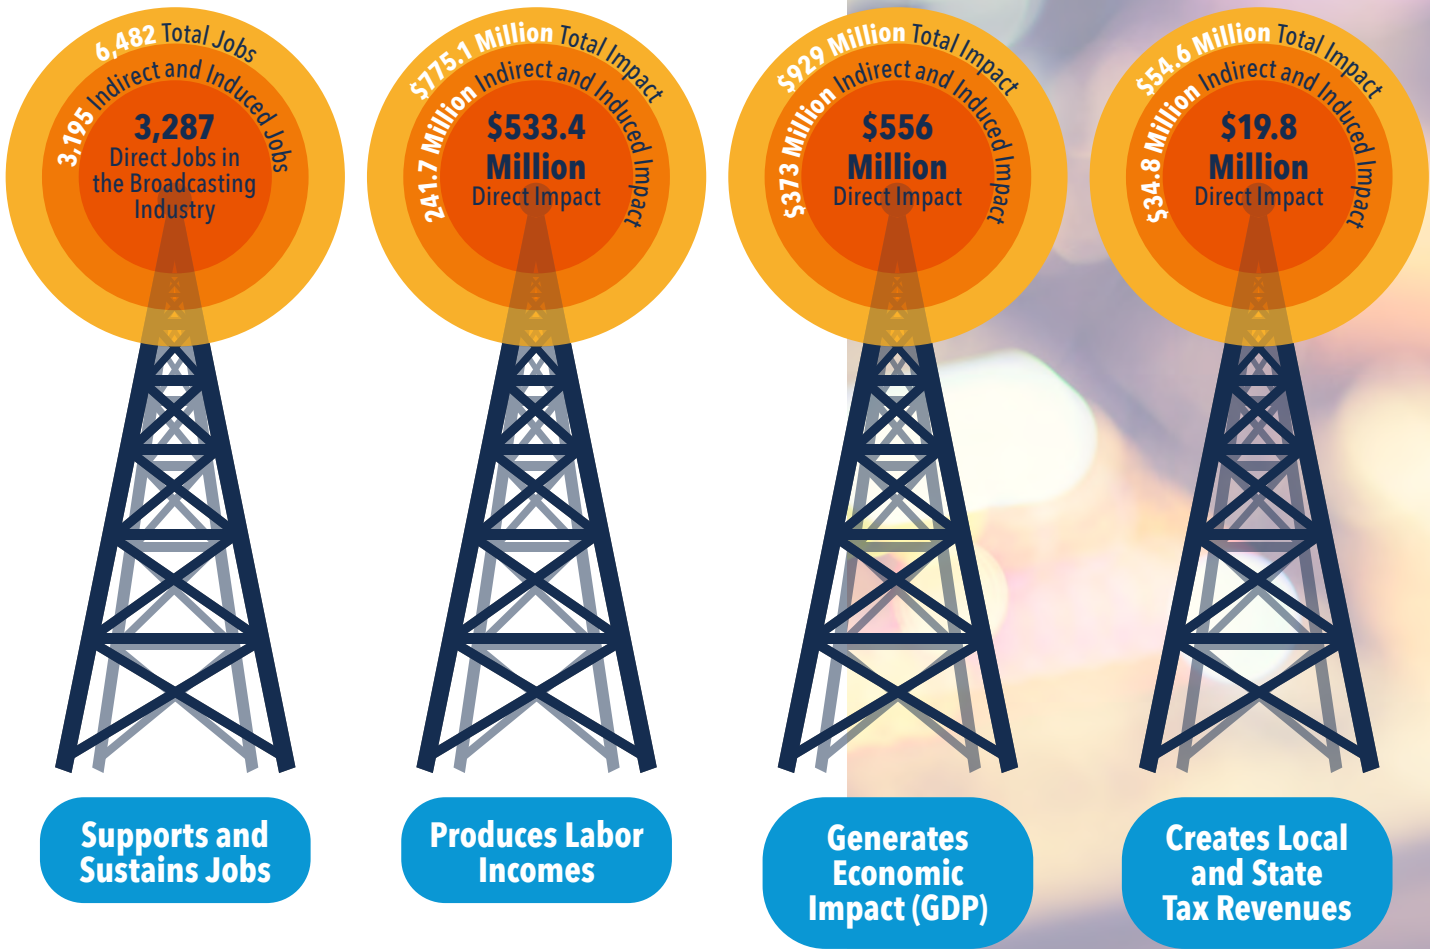 6,482 Total Jobs
3,195 Indirect and Induced Jobs
3,287
Direct Jobs in
the Broadcasting
Industry
Supports and
Sustains Jobs
$775.1 Million Total Impact
241.7 Million Indirect and Induced Impact
$533.4
Million
Direct Impact
Produces Labor
Incomes
$929 Million Total Impact
$373 Million Indirect and Induced Impact
$556
Million
Direct Impact
Generates
Economic
Impact (GDP)
$54.6 Million Total Impact
$34.8 Million Indirect and Induced Impact
$19.8
Million
Direct Impact
Creates Local
and State
Tax Revenues